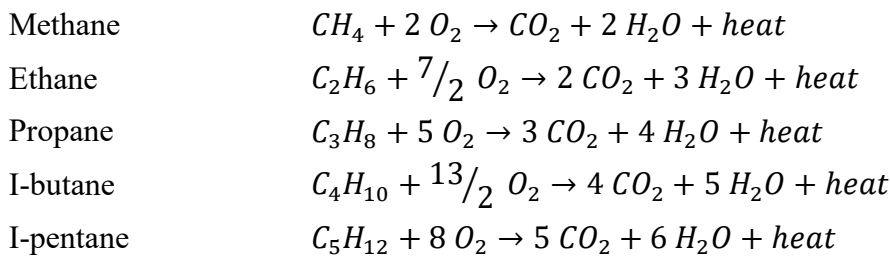 Methane CH₄ + 2 O₂ → CO₂ + 2 H₂O + heat
Ethane C₂H₆ + 7/2 O₂ → 2 CO₂ + 3 H₂O + heat
Propane C₃H₈ + 5 O₂ → 3 CO₂ + 4 H₂O + heat
I-butane C₄H₁₀ + 13/2 O₂ → 4 CO₂ + 5 H₂O + heat
I-pentane C₅H₁₂ + 8 O₂ → 5 CO₂ + 6 H₂O + heat